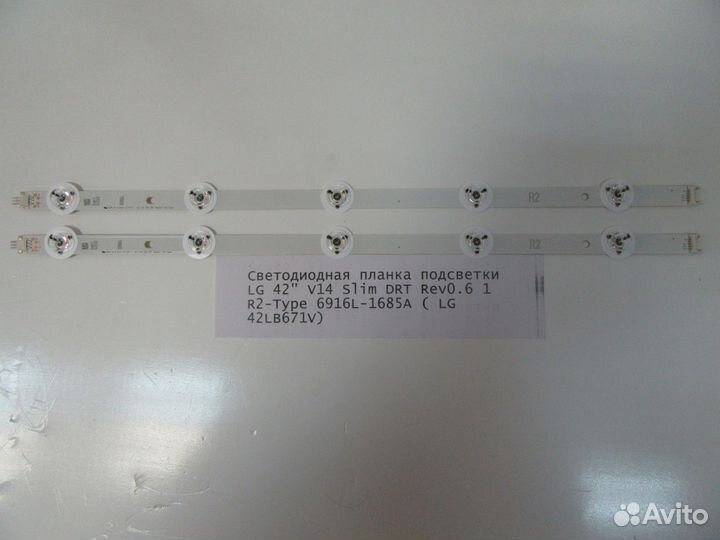 R2
R2
Светодиодная планка подсветки
LG 42" V14 Slim DRT Rev0.6 1
R2-Type 6916L-1685A ( LG
42LB671V)
Avito